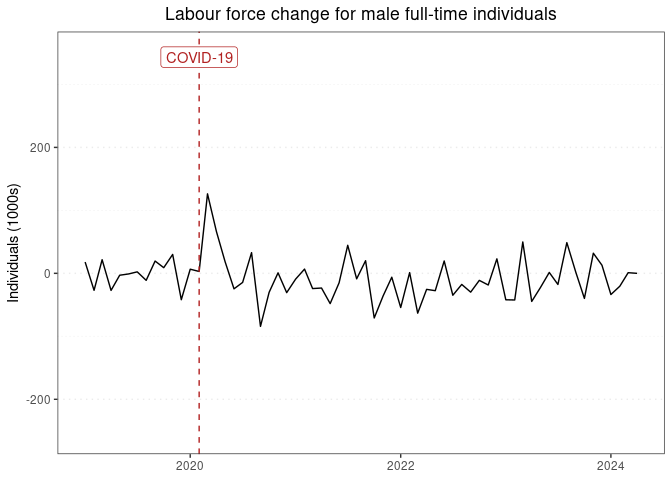 Labour force change for male full-time individuals
COVID-19
Individuals (1000s)
200
0
-200
2020
2022
2024